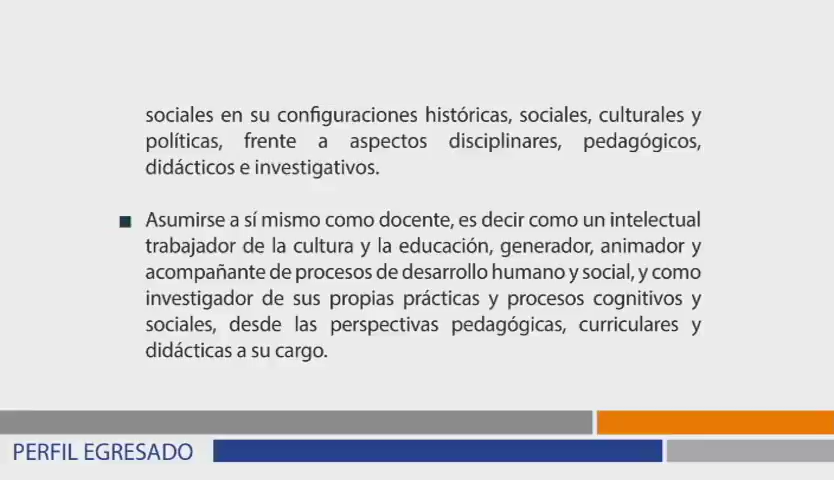 sociales en su configuraciones históricas, sociales, culturales y
políticas, frente a aspectos disciplinares, pedagógicos,
didácticos e investigativos.
Asumirse a sí mismo como docente, es decir como un intelectual
trabajador de la cultura y la educación, generador, animador y
acompañante de procesos de desarrollo humano y social, y como
investigador de sus propias prácticas y procesos cognitivos y
sociales, desde las perspectivas pedagógicas, curriculares y
didácticas a su cargo.
PERFIL EGRESADO